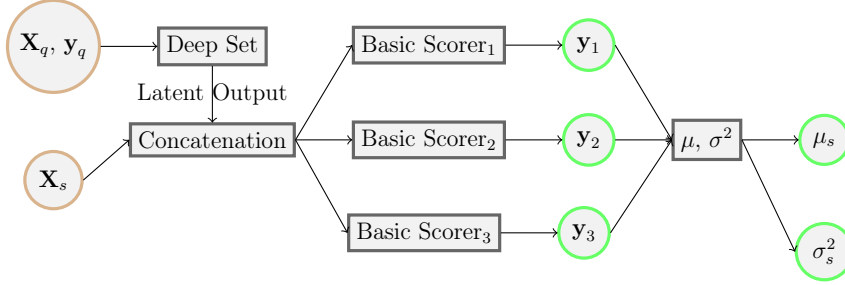 X_q, y_q
Deep Set
Latent Output
Concatenation
X_s
Basic Scorer_1
Basic Scorer_2
Basic Scorer_3
y_1
y_2
y_3
μ, σ^2
μ_s
σ_s^2